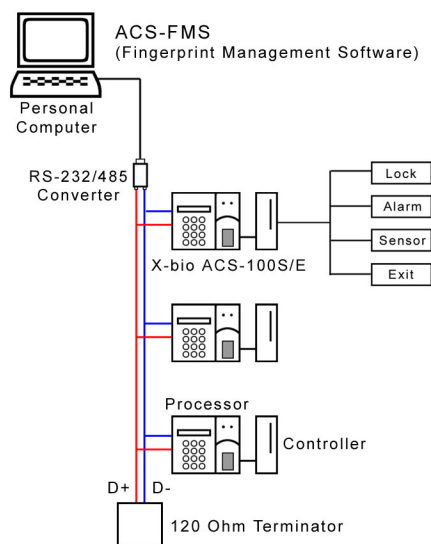 ACS-FMS
(Fingerprint Management Software)
Personal
Computer
RS-232/485
Converter
Lock
Alarm
Sensor
Exit
X-bio ACS-100S/E
Processor
Controller
D+ D-
120 Ohm Terminator